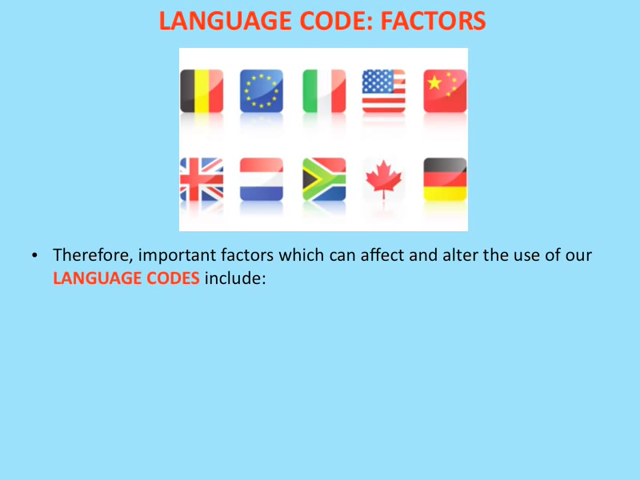 LANGUAGE CODE: FACTORS
• Therefore, important factors which can affect and alter the use of our
LANGUAGE CODES include: